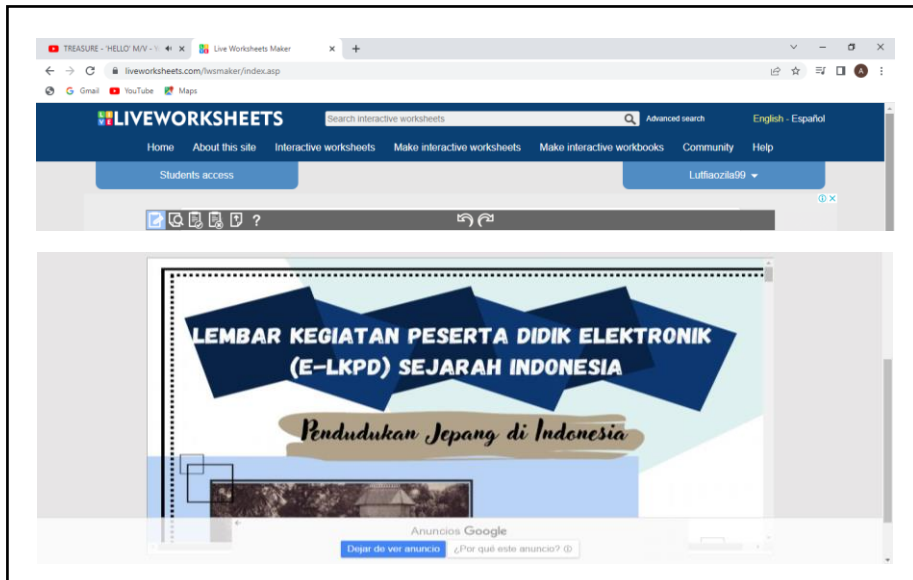 TREASURE - 'HELLO' M/V - Live Worksheets Maker
liveworksheets.com/lwsmaker/index.asp
Gmail YouTube Maps
LIVEWORKSHEETS Search interactive worksheets Advanced search English - Español
Home About this site Interactive worksheets Make interactive worksheets Make interactive workbooks Community Help
Students access Lutfiaozila99
LEMBAR KEGIATAN PESERTA DIDIK ELEKTRONIK
(E-LKPD) SEJARAH INDONESIA
Pendudukan Jepang di Indonesia
Anuncios Google
Dejar de ver anuncio ¿Por qué este anuncio?